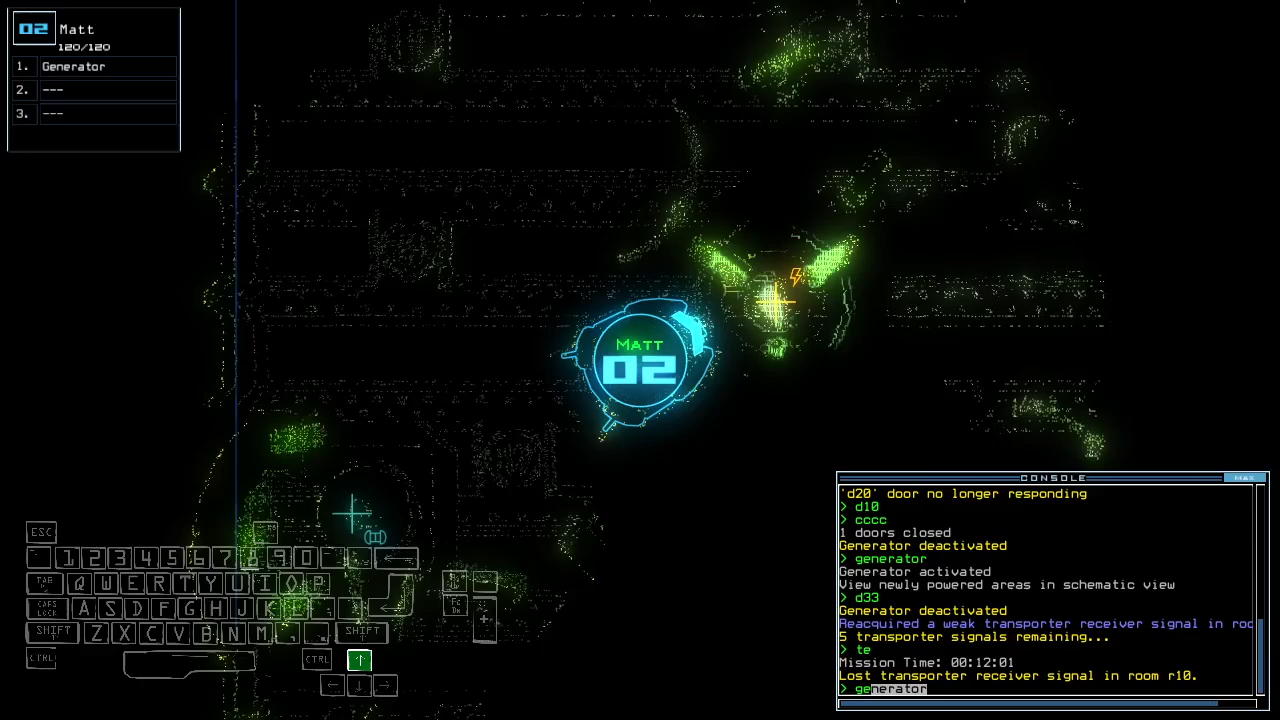 02 Matt
120/120
1. Generator
2. ---
3. ---
MATT
02
CONSOLE
MAX
'd20' door no longer responding
> d10
> cccc
1 doors closed
Generator deactivated
> generator
Generator activated
View newly powered areas in schematic view
> d33
Generator deactivated
Reacquired a weak transporter receiver signal in roo
5 transporter signals remaining...
> te
Mission Time: 00:12:01
Lost transporter receiver signal in room r10.
> generator
ESC
1 2 3 4 5 6 7 8 9 0 -
TAB Q W E R T Y U I O P
CAPS LOCK A S D F G H J K L
SHIFT Z X C V B N M , . SHIFT
CTRL CTRL ↑
← ↓ →